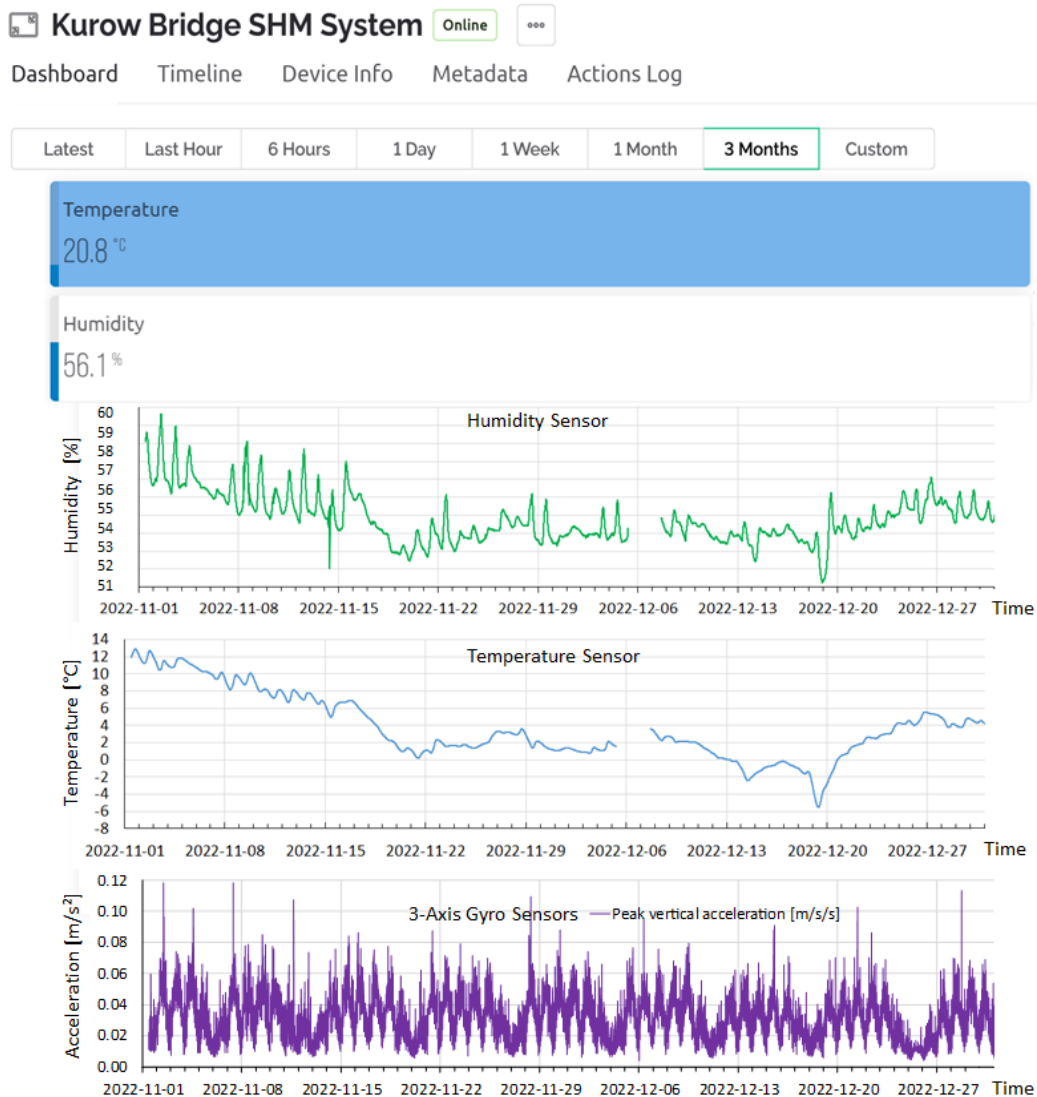 Kurow Bridge SHM System Online
Dashboard Timeline Device Info Metadata Actions Log
Latest Last Hour 6 Hours 1 Day 1 Week 1 Month 3 Months Custom
Temperature
20.8 °C
Humidity
56.1 %
Humidity Sensor
Humidity [%]
60
59
58
57
56
55
54
53
52
51
2022-11-01 2022-11-08 2022-11-15 2022-11-22 2022-11-29 2022-12-06 2022-12-13 2022-12-20 2022-12-27 Time
Temperature Sensor
Temperature [°C]
14
12
10
8
6
4
2
0
-2
-4
-6
-8
2022-11-01 2022-11-08 2022-11-15 2022-11-22 2022-11-29 2022-12-06 2022-12-13 2022-12-20 2022-12-27 Time
3-Axis Gyro Sensors Peak vertical acceleration [m/s/s]
Acceleration [m/s²]
0.12
0.10
0.08
0.06
0.04
0.02
0.00
2022-11-01 2022-11-08 2022-11-15 2022-11-22 2022-11-29 2022-12-06 2022-12-13 2022-12-20 2022-12-27 Time